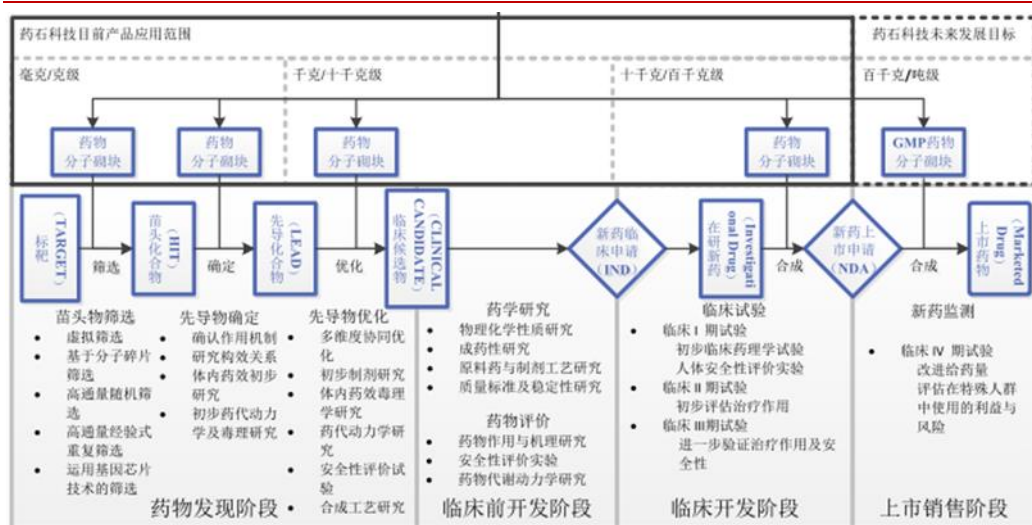 药石科技目前产品应用范围
药石科技未来发展目标
毫克/克级
千克/十千克级
十千克/百千克级
百千克/吨级
药物
分子砌块
药物
分子砌块
药物
分子砌块
药物
分子砌块
GMP药物
分子砌块
标靶
(TARGET)
筛选
苗头化合物
(HIT)
确定
先导化合物
(LEAD)
优化
临床候选物
(CLINICAL
CANDIDATE)
新药临
床申请
(IND)
在研新药
(Investigati
onal Drug)
合成
新药上
市申请
(NDA)
合成
上市药物
(Marketed
Drug)
苗头物筛选
• 虚拟筛选
• 基于分子碎片
筛选
• 高通量随机筛
选
• 高通量经验式
重复筛选
• 运用基因芯片
技术的筛选
先导物确定
• 确认作用机制
• 研究构效关系
• 体内药效初步
研究
• 初步药代动力
学及毒理研究
先导物优化
• 多维度协同优
化
• 初步制剂研究
• 体内药效毒理
学研究
• 药代动力学研
究
• 安全性评价试
验
• 合成工艺研究
药学研究
• 物理化学性质研究
• 成药性研究
• 原料药与制剂工艺研究
• 质量标准及稳定性研究
药物评价
• 药物作用与机理研究
• 安全性评价实验
• 药物代谢动力学研究
临床试验
• 临床Ⅰ期试验
初步临床药理学试验
人体安全性评价实验
• 临床Ⅱ期试验
初步评估治疗作用
• 临床Ⅲ期试验
进一步验证治疗作用及安
全性
新药监测
• 临床Ⅳ 期试验
改进给药量
评估在特殊人群
中使用的利益与
风险
药物发现阶段
临床前开发阶段
临床开发阶段
上市销售阶段